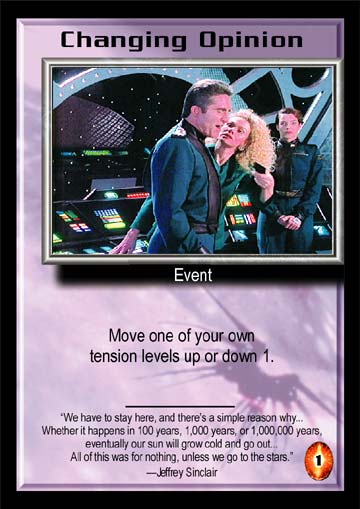 Changing Opinion
Event
Move one of your own
tension levels up or down 1.
“We have to stay here, and there’s a simple reason why...
Whether it happens in 100 years, 1,000 years, or 1,000,000 years,
eventually our sun will grow cold and go out...
All of this was for nothing, unless we go to the stars.”
—Jeffrey Sinclair
1